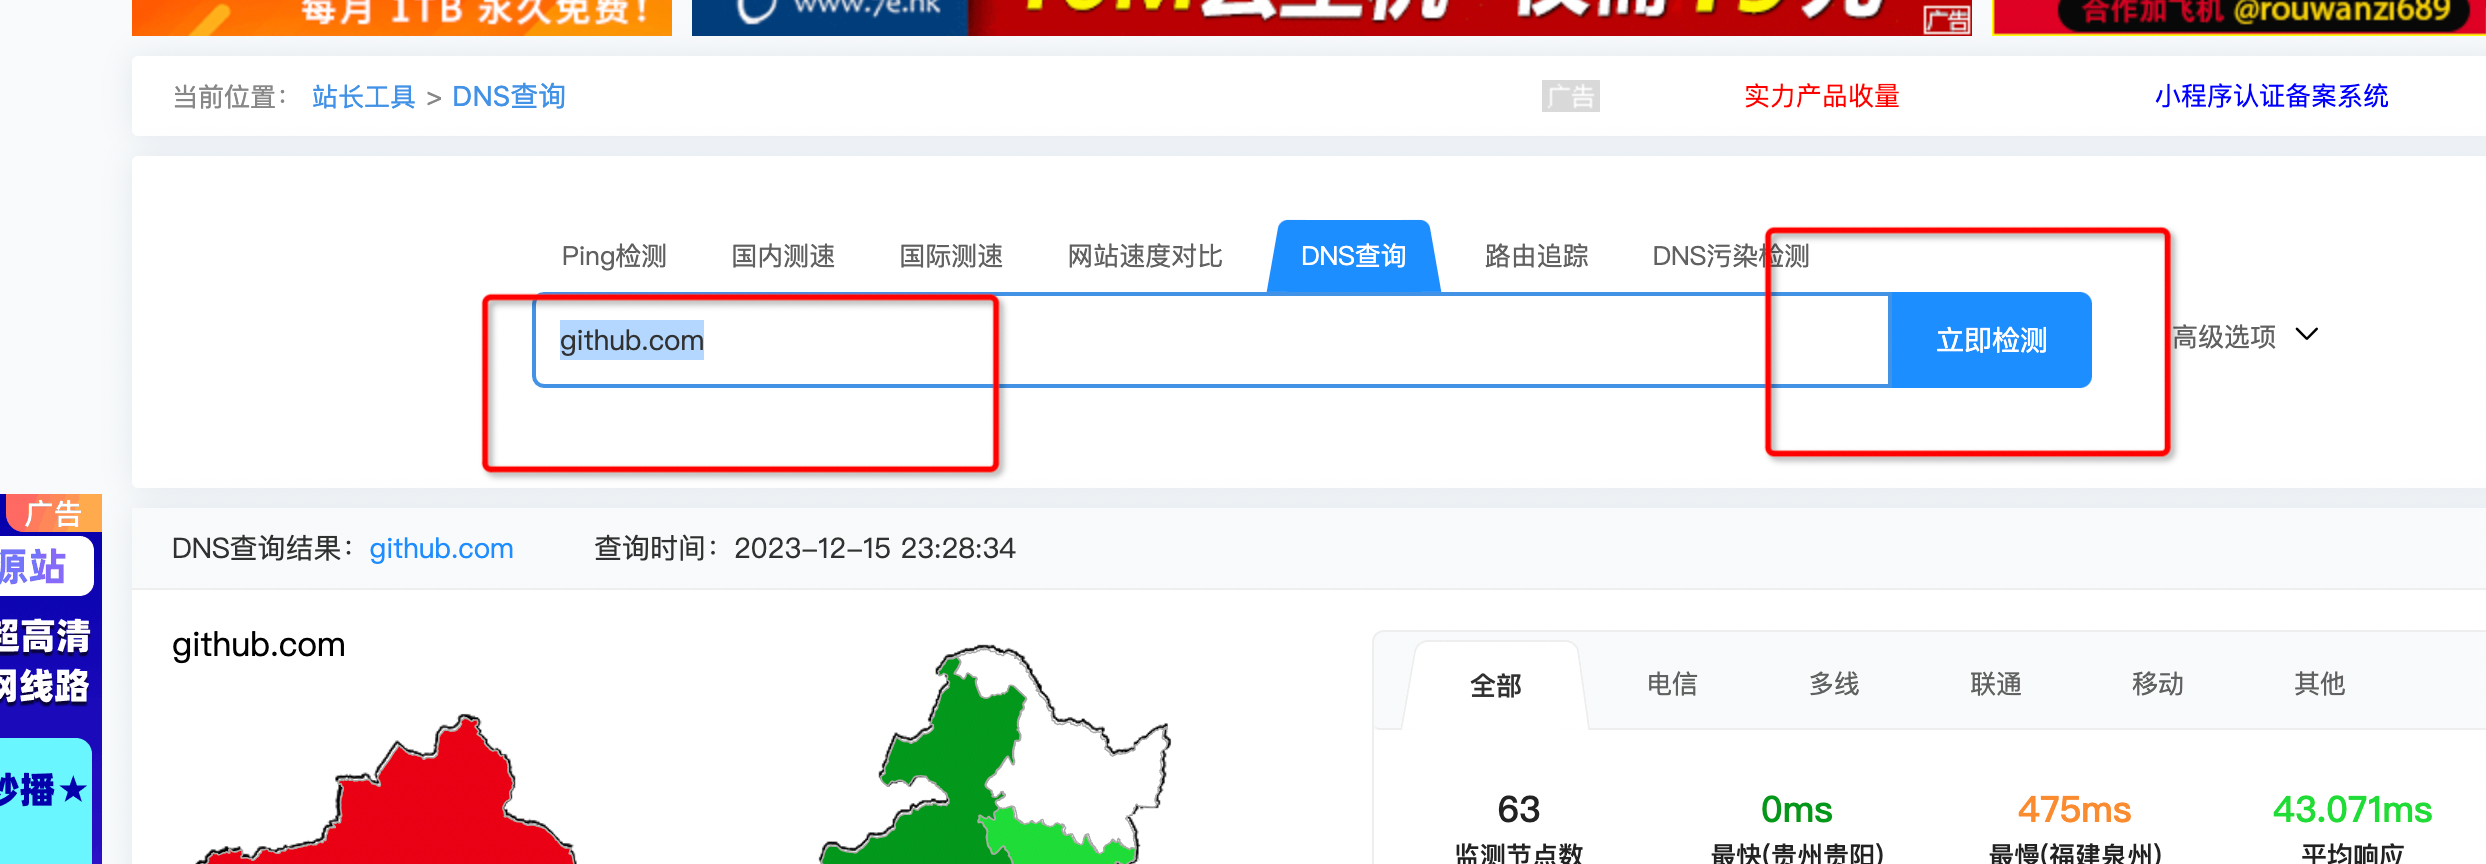 每月 1TB 永久免费!
www.7e.hk
广告
合作加飞机 @rouwanzi689
当前位置： 站长工具 > DNS查询
广告
实力产品收量
小程序认证备案系统
Ping检测
国内测速
国际测速
网站速度对比
DNS查询
路由追踪
DNS污染检测
github.com
立即检测
高级选项
广告
源站
超高清
网线路
秒播★
DNS查询结果： github.com
查询时间： 2023-12-15 23:28:34
github.com
全部
电信
多线
联通
移动
其他
63
0ms
475ms
43.071ms
监测节点数
最快(贵州贵阳)
最慢(福建泉州)
平均响应